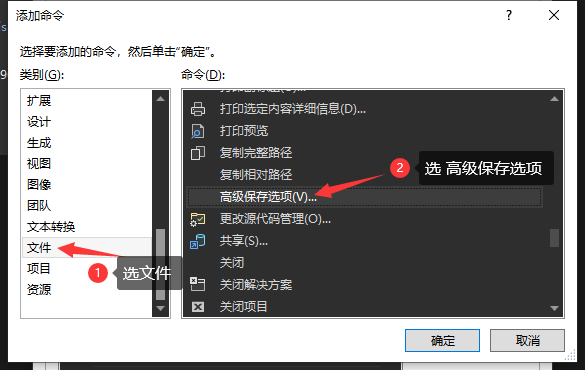 添加命令
选择要添加的命令，然后单击“确定”。
类别(G):
命令(D):
扩展
设计
生成
视图
图像
团队
文本转换
文件
项目
资源
打印选定内容详细信息(D)...
打印预览
复制完整路径
复制相对路径
高级保存选项(V)...
更改源代码管理(O)...
共享(S)...
关闭
关闭解决方案
关闭项目
1
选文件
2
选 高级保存选项
确定
取消